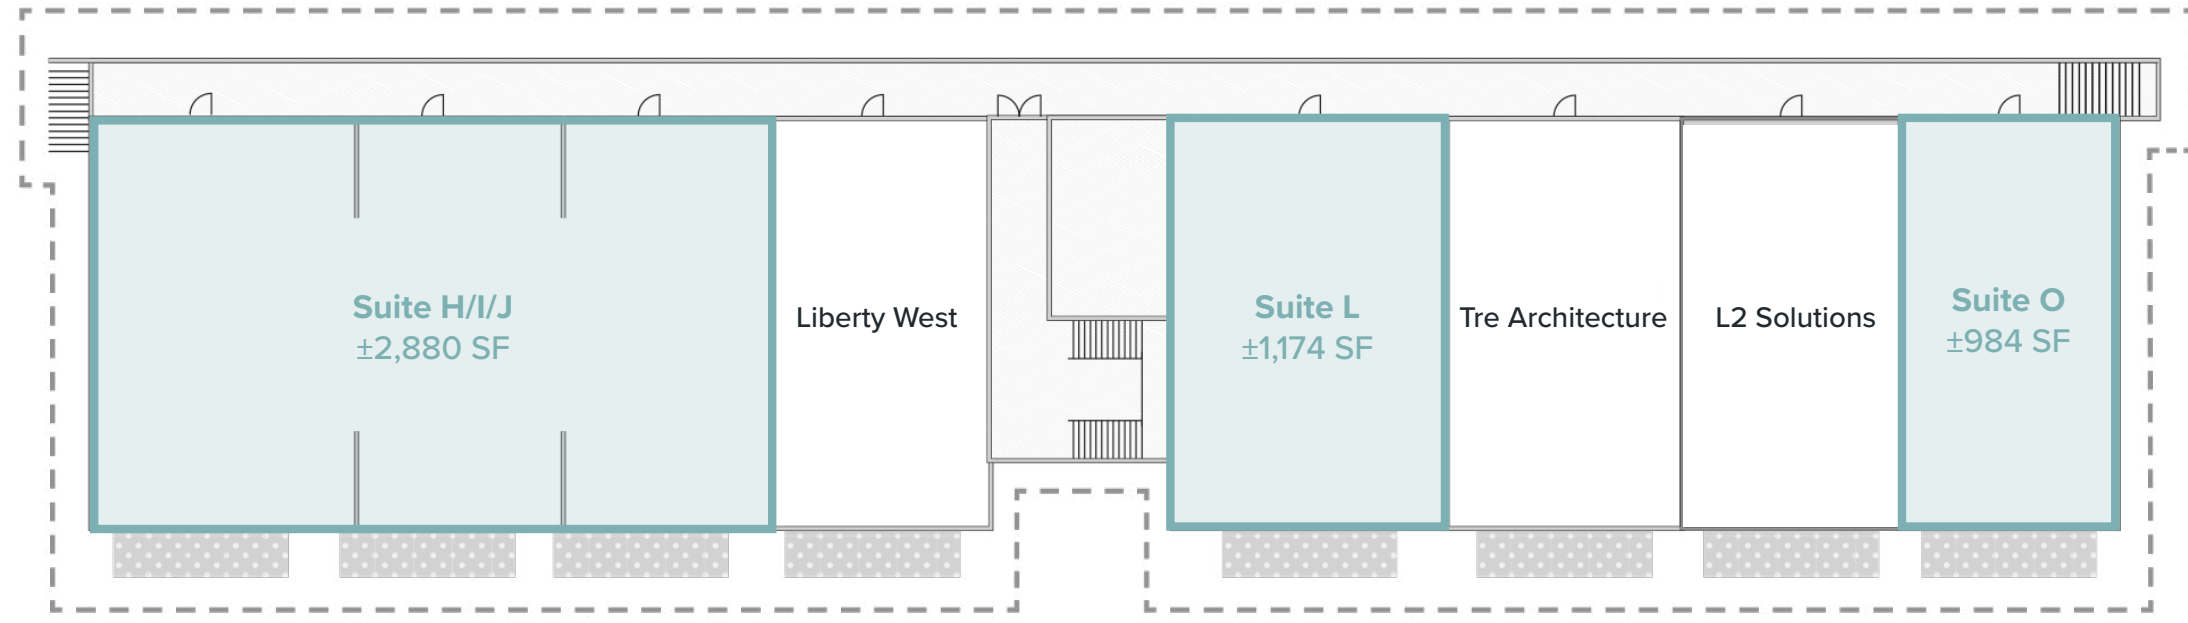 Suite H/I/J
±2,880 SF
Liberty West
Suite L
±1,174 SF
Tre Architecture
L2 Solutions
Suite O
±984 SF